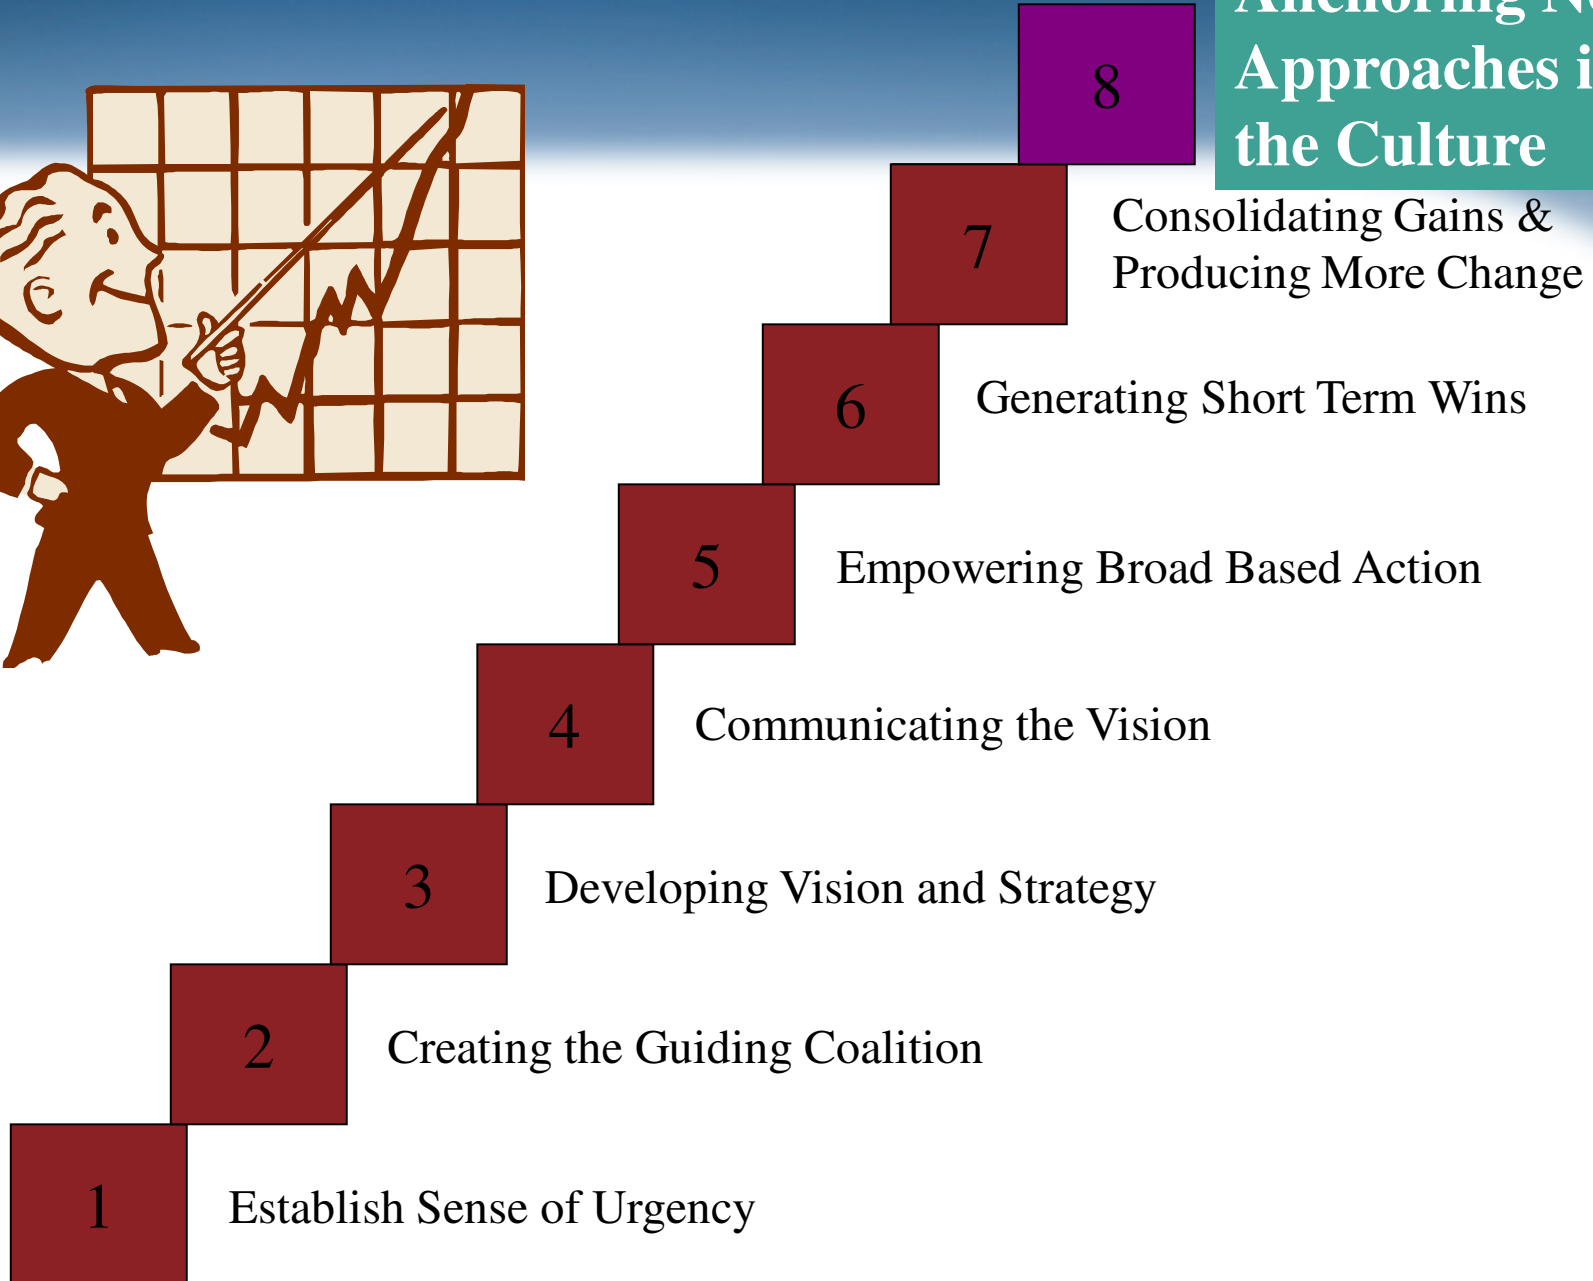 8
Anchoring
Approaches
the Culture
7
Consolidating Gains &
Producing More Change
6
Generating Short Term Wins
5
Empowering Broad Based Action
4
Communicating the Vision
3
Developing Vision and Strategy
2
Creating the Guiding Coalition
1
Establish Sense of Urgency